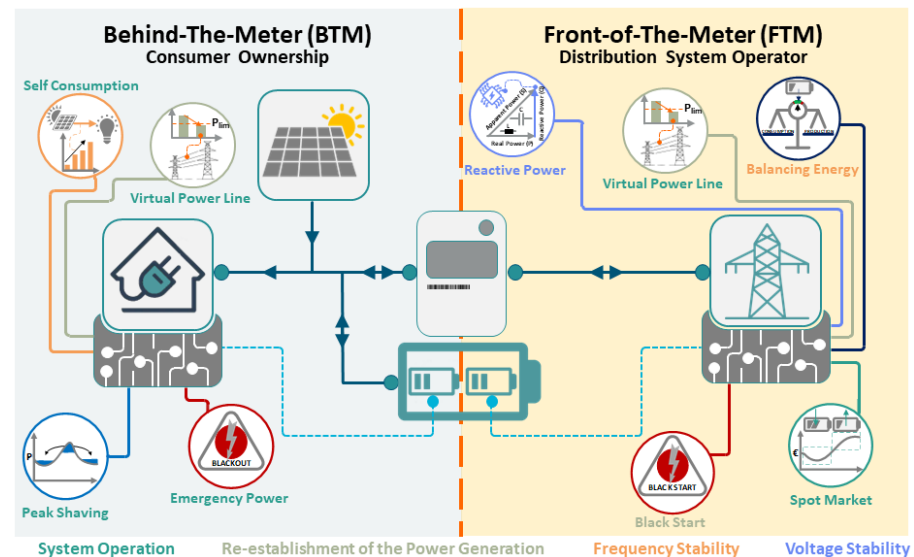 Behind-The-Meter (BTM)
Consumer Ownership
Front-of-The-Meter (FTM)
Distribution System Operator
Self Consumption
Plim
Virtual Power Line
Apparent Power (S)
Reactive Power (Q)
C
L
Real Power (P)
Reactive Power
Plim
Virtual Power Line
CONSUMPTION
PRODUCTION
Balancing Energy
P
Peak Shaving
BLACKOUT
Emergency Power
BLACK START
Black Start
€
Spot Market
System Operation
Re-establishment of the Power Generation
Frequency Stability
Voltage Stability